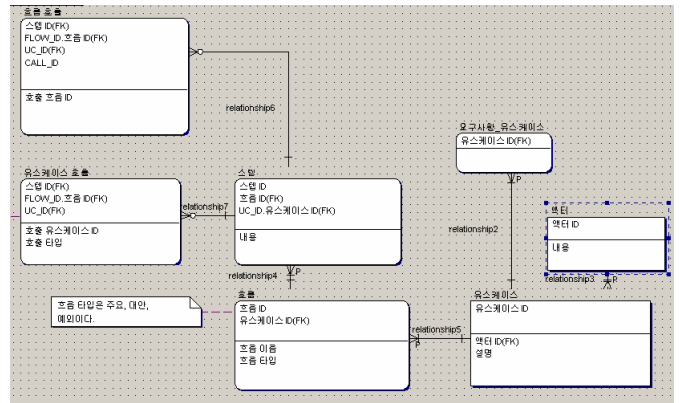 흐름 호출
스텝 ID(FK)
FLOW_ID.흐름 ID(FK)
UC_ID(FK)
CALL_ID
호출 흐름 ID
relationship6
요구사항_유스케이스
유스케이스 ID(FK)
P
유스케이스 호출
스텝 ID(FK)
FLOW_ID.흐름 ID(FK)
UC_ID(FK)
호출 유스케이스 ID
호출 타입
relationship7
스텝
스텝 ID
흐름 ID(FK)
UC_ID.유스케이스 ID(FK)
내용
relationship2
액터
액터 ID
내용
relationship4
P
relationship3
P
흐름 타입은 주요, 대안,
예외이다.
흐름
흐름 ID
유스케이스 ID(FK)
흐름 이름
흐름 타입
relationship5
P
유스케이스
유스케이스 ID
액터 ID(FK)
설명